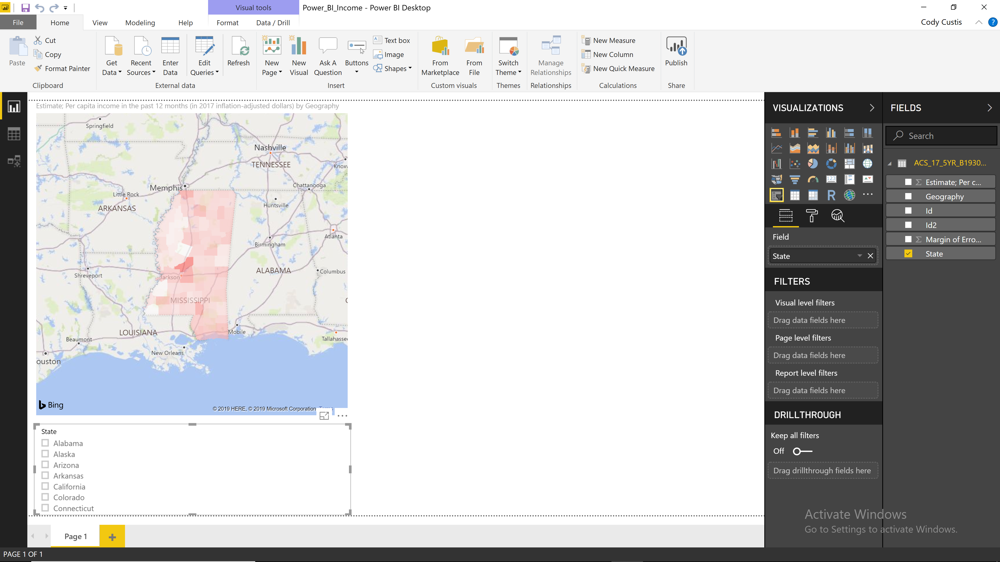 Visual tools
Power_BI_Income - Power BI Desktop
File
Home
View
Modeling
Help
Format
Data / Drill
Cody Custis
?
Paste
Cut
Copy
Format Painter
Clipboard
Get
Data
Recent
Sources
Enter
Data
Edit
Queries
Refresh
External data
New
Page
New
Visual
Ask A
Question
Buttons
Text box
Image
Shapes
Insert
From
Marketplace
From
File
Custom visuals
Switch
Theme
Themes
Manage
Relationships
Relationships
New Measure
New Column
New Quick Measure
Calculations
Publish
Share
Estimate; Per capita income in the past 12 months (in 2017 inflation-adjusted dollars) by Geography
Springfield
Nashville
TENNESSEE
Knoxv
Memphis
Chattanooga
Little Rock
ARKANSAS
Huntsville
Atlanta
Birmingham
ALABAMA
Columbus
Shreveport
Jackson
MISSISSIPPI
LOUISIANA
Mobile
Beaumont
Tallahasse
New Orleans
ouston
Bing
© 2019 HERE, © 2019 Microsoft Corporation Terms
State
Alabama
Alaska
Arizona
Arkansas
California
Colorado
Connecticut
Page 1
PAGE 1 OF 1
VISUALIZATIONS
123
R
Field
State
FILTERS
Visual level filters
Drag data fields here
Page level filters
Drag data fields here
Report level filters
Drag data fields here
DRILLTHROUGH
Keep all filters
Off
Drag drillthrough fields here
FIELDS
Search
ACS_17_5YR_B1930...
Σ Estimate; Per c...
Geography
Id
Id2
Σ Margin of Erro...
State
Activate Windows
Go to Settings to activate Windows.